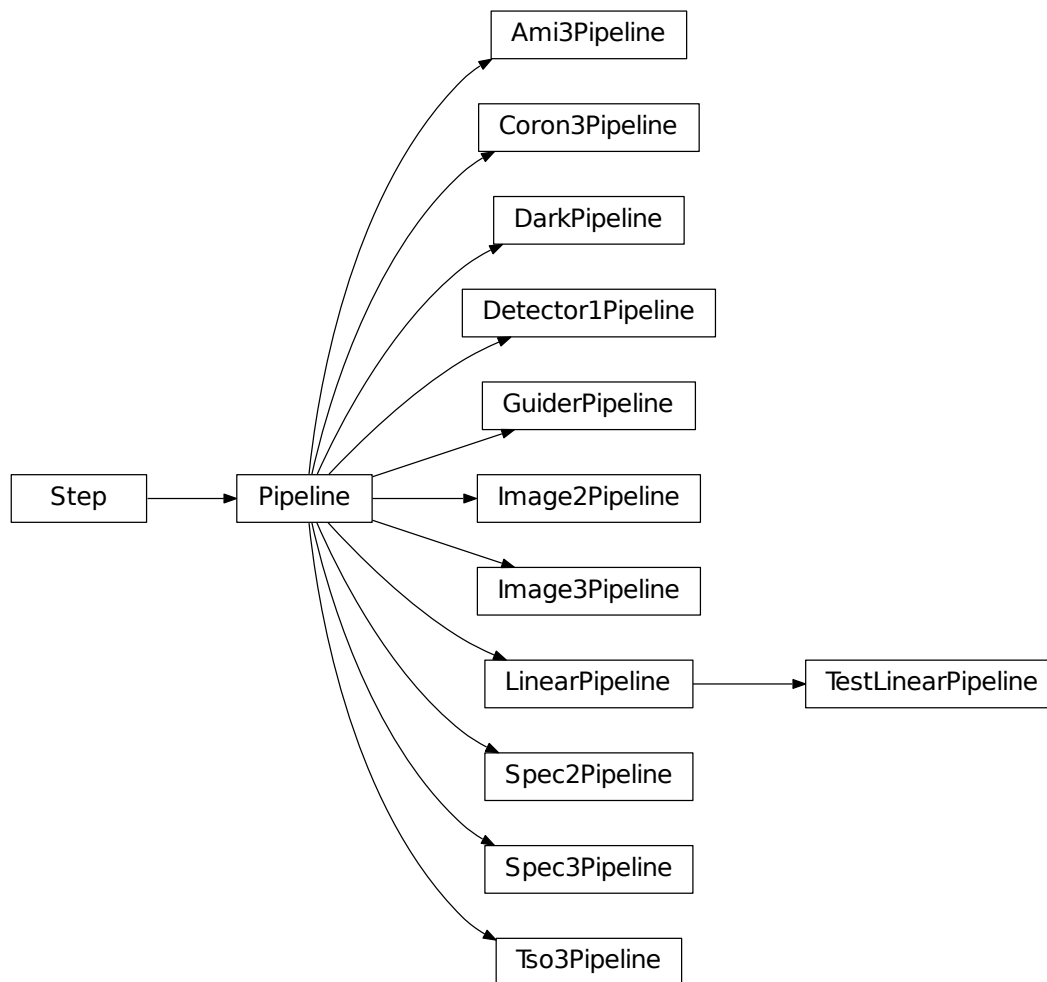 Ami3Pipeline
Coron3Pipeline
DarkPipeline
Detector1Pipeline
GuiderPipeline
Step
Pipeline
Image2Pipeline
Image3Pipeline
LinearPipeline
TestLinearPipeline
Spec2Pipeline
Spec3Pipeline
Tso3Pipeline